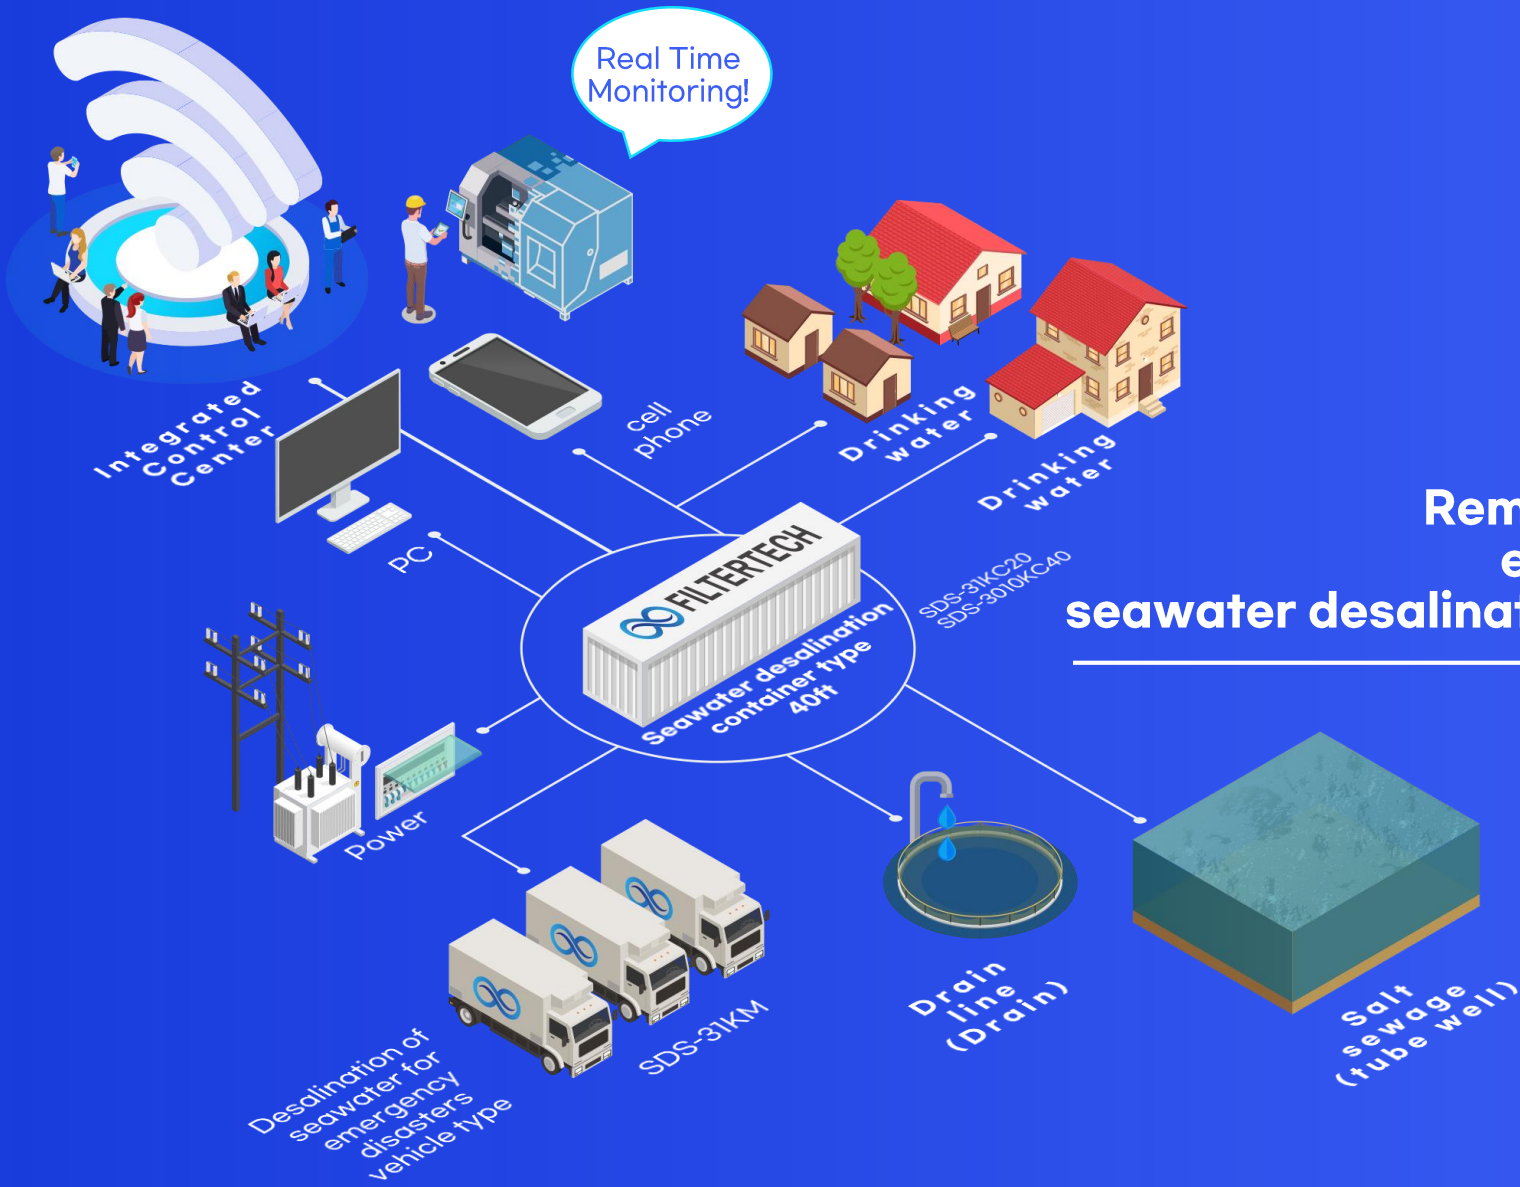 Real Time
Monitoring!
Integrated
Control
Center
cell
phone
Drinking
water
Drinking
water
PC
FILTERTECH
SDS-31KC20
SDS-3010KC40
Seawater desalination
container type
40ft
Power
Desalination of
seawater for
emergency
disasters
vehicle type
SDS-31KM
Drain
line
(Drain)
Salt
sewage
(tube well)
Rem
e
seawater desalinat